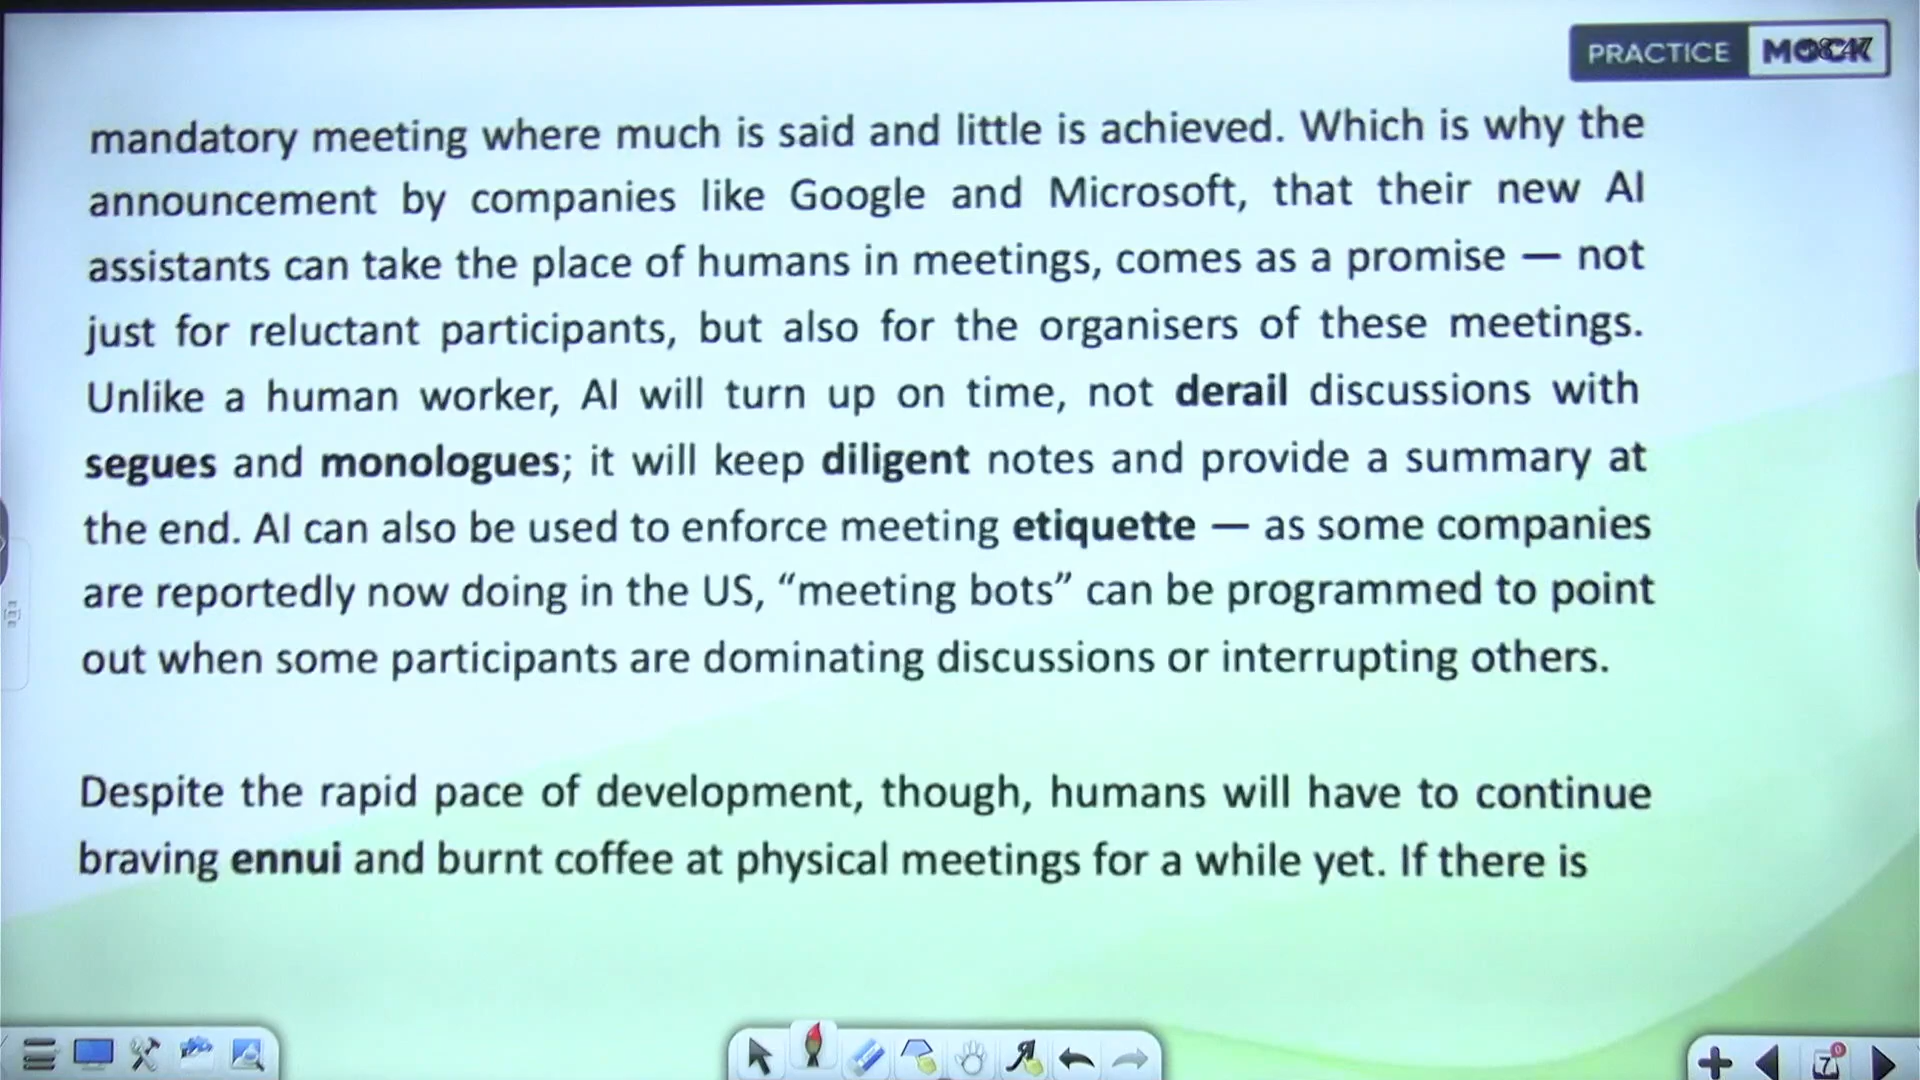 PRACTICE
mandatory meeting where much is said and little is achieved. Which is why the
announcement by companies like Google and Microsoft, that their new AI
assistants can take the place of humans in meetings, comes as a promise — not
just for reluctant participants, but also for the organisers of these meetings.
Unlike a human worker, AI will turn up on time, not derail discussions with
segues and monologues; it will keep diligent notes and provide a summary at
the end. AI can also be used to enforce meeting etiquette — as some companies
are reportedly now doing in the US, “meeting bots” can be programmed to point
out when some participants are dominating discussions or interrupting others.
Despite the rapid pace of development, though, humans will have to continue
braving ennui and burnt coffee at physical meetings for a while yet. If there is
7
0